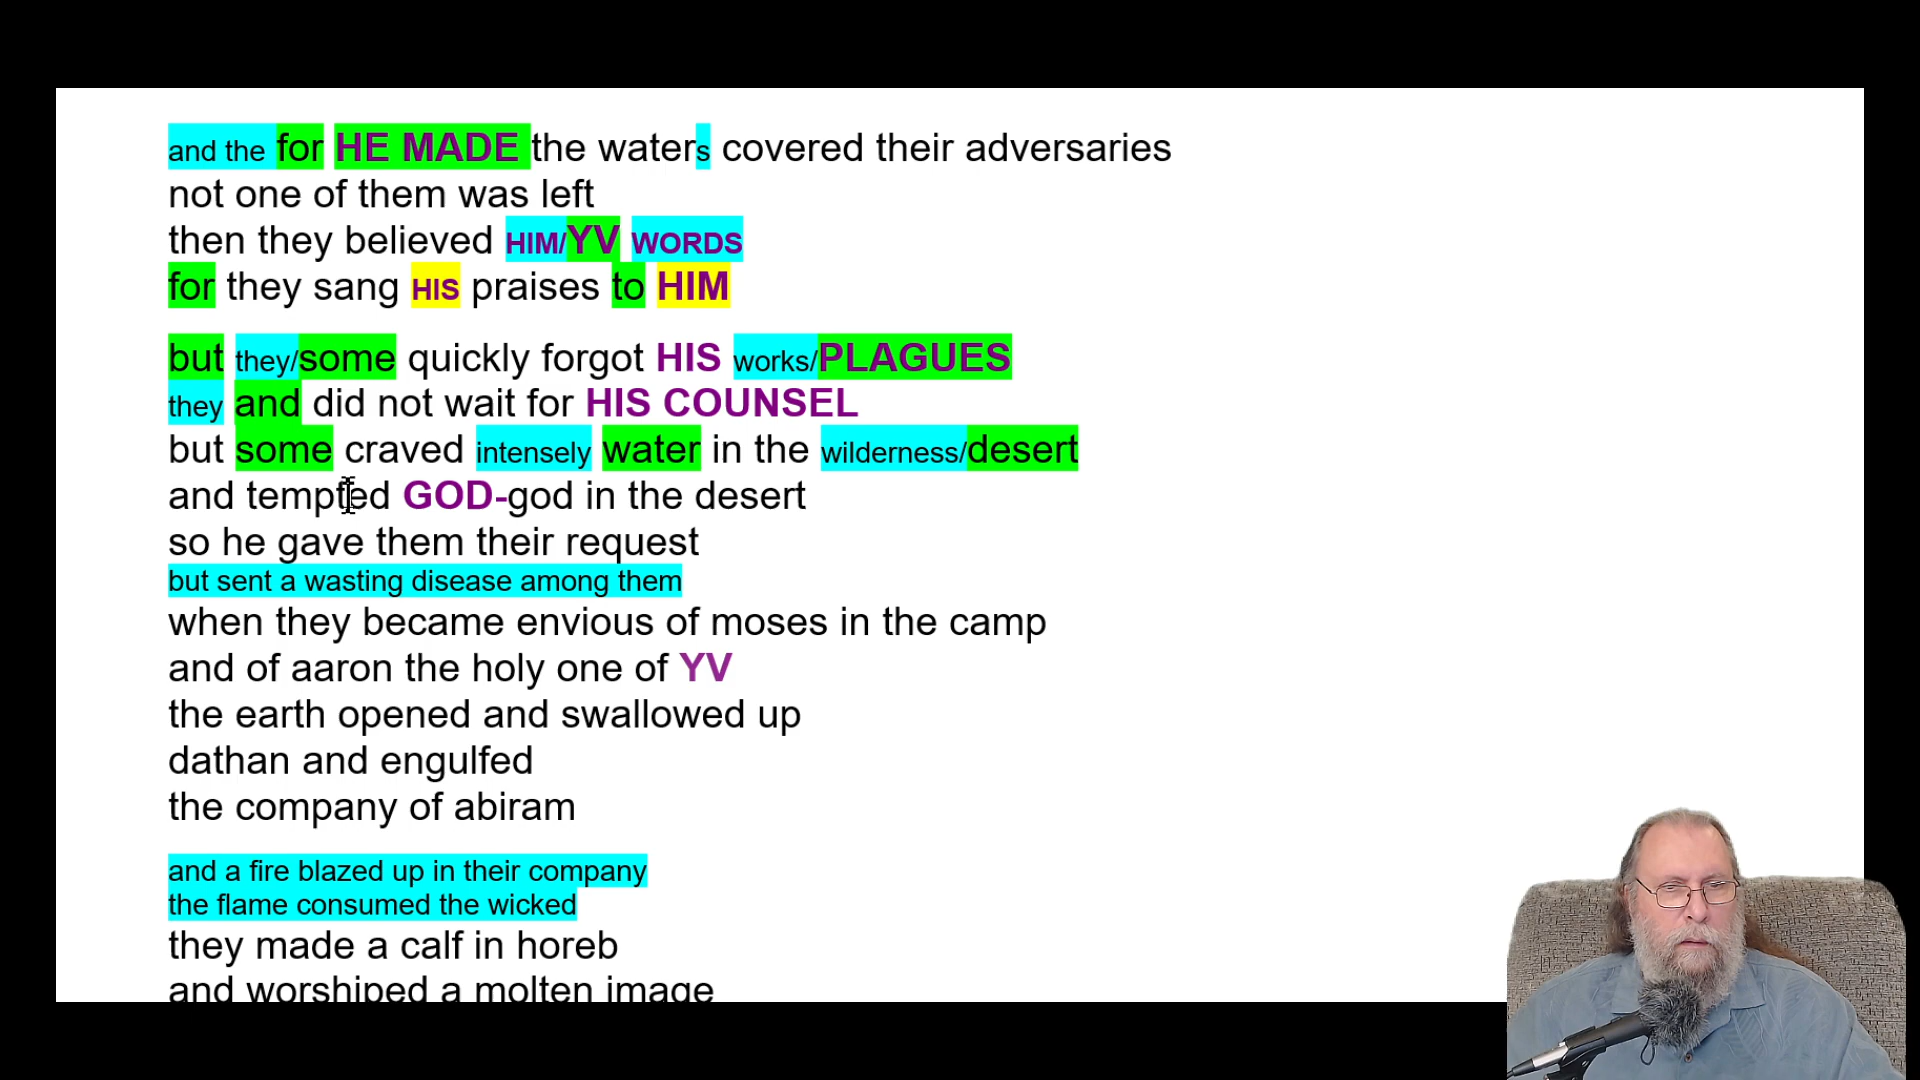 and the for HE MADE the waters covered their adversaries
not one of them was left
then they believed HIM/YV WORDS
for they sang HIS praises to HIM
but they/some quickly forgot HIS works/PLAGUES
they and did not wait for HIS COUNSEL
but some craved intensely water in the wilderness/desert
and tempted GOD-god in the desert
so he gave them their request
but sent a wasting disease among them
when they became envious of moses in the camp
and of aaron the holy one of YV
the earth opened and swallowed up
dathan and engulfed
the company of abiram
and a fire blazed up in their company
the flame consumed the wicked
they made a calf in horeb
and worshiped a molten image